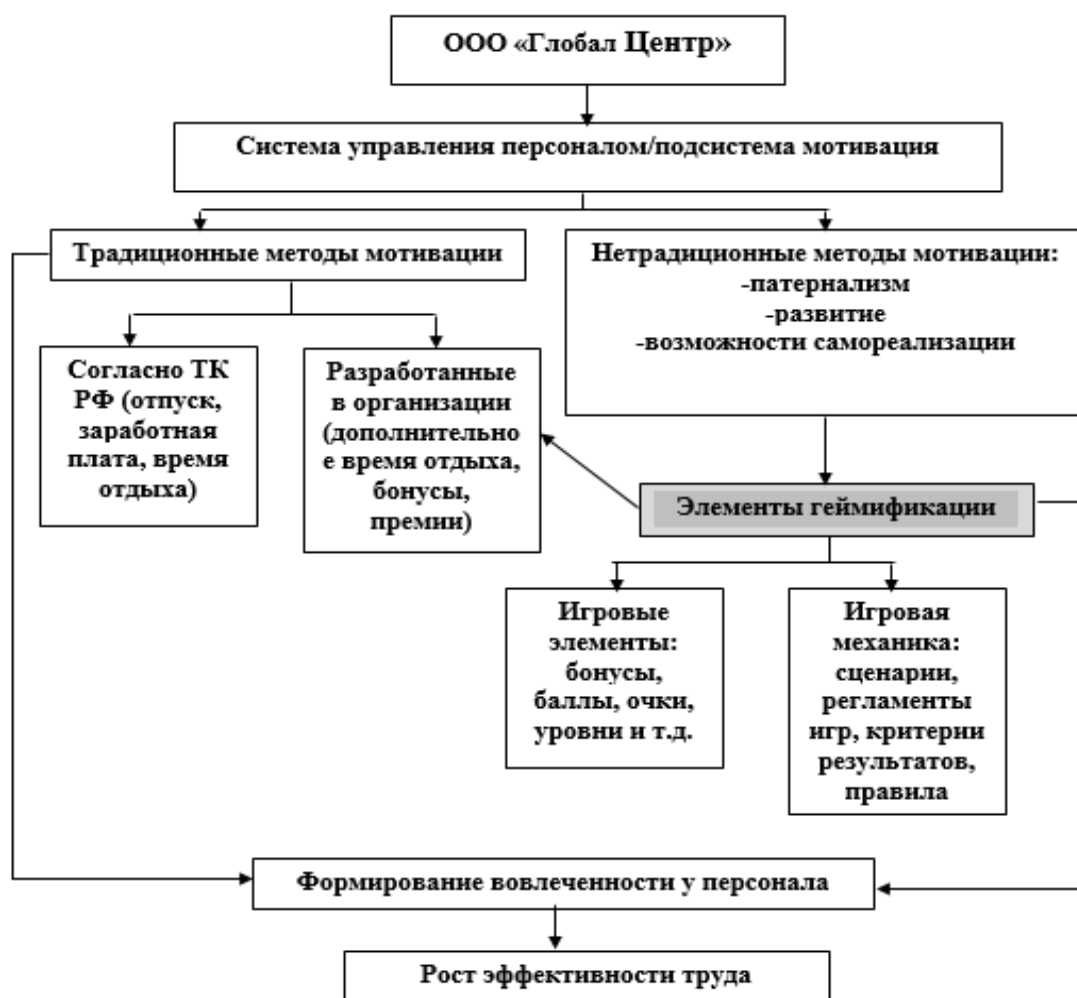 ООО «Глобал Центр»
Система управления персоналом/подсистема мотивация
Традиционные методы мотивации
Нетрадиционные методы мотивации:
-патернализм
-развитие
-возможности самореализации
Согласно ТК
РФ (отпуск,
заработная
плата, время
отдыха)
Разработанные
в организации
(дополнительно
е время отдыха,
бонусы,
премии)
Элементы геймификации
Игровые
элементы:
бонусы,
баллы, очки,
уровни и т.д.
Игровая
механика:
сценарии,
регламенты
игр, критерии
результатов,
правила
Формирование вовлеченности у персонала
Рост эффективности труда